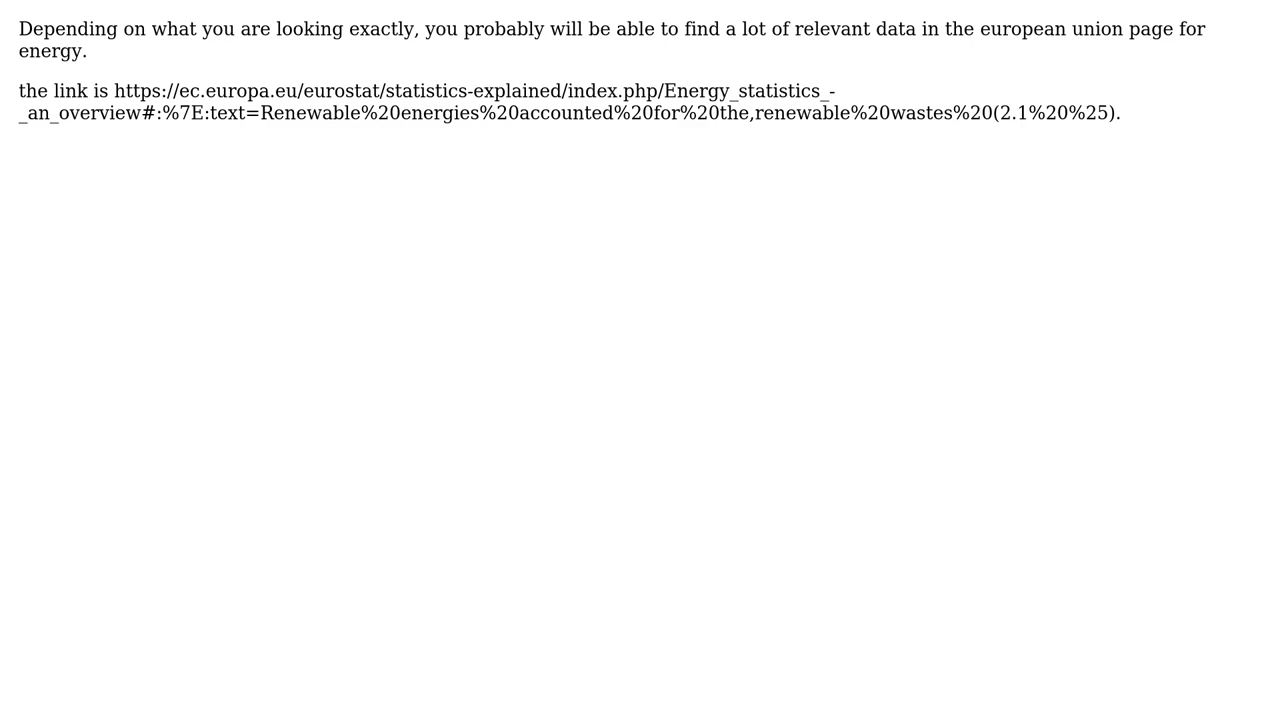 Depending on what you are looking exactly, you probably will be able to find a lot of relevant data in the european union page for
energy.
the link is https://ec.europa.eu/eurostat/statistics-explained/index.php/Energy_statistics_-
_an_overview#:%7E:text=Renewable%20energies%20accounted%20for%20the,renewable%20wastes%20(2.1%20%25).